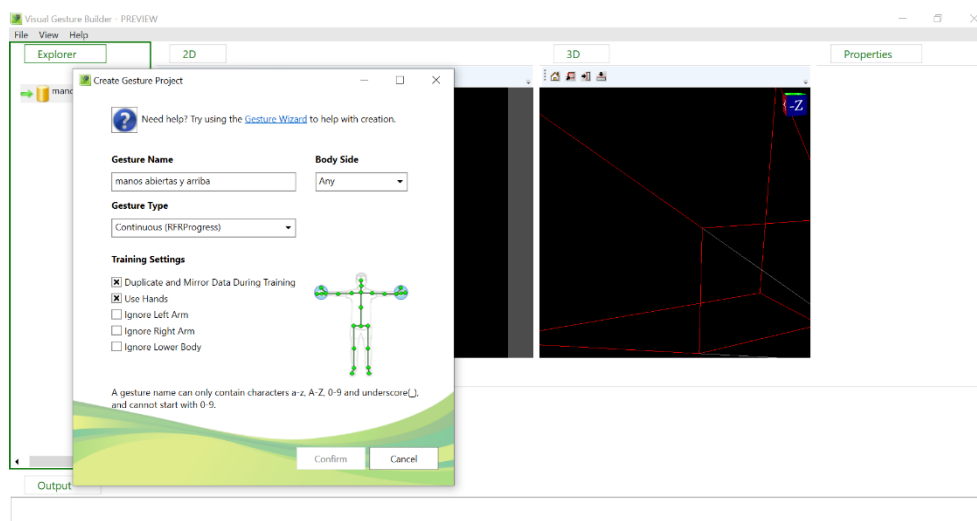 Visual Gesture Builder - PREVIEW
File View Help
Explorer 2D 3D Properties
Create Gesture Project
-Z
Need help? Try using the Gesture Wizard to help with creation.
Gesture Name Body Side
manos abiertas y arriba Any
Gesture Type
Continuous (RFRProgress)
Training Settings
Duplicate and Mirror Data During Training
Use Hands
Ignore Left Arm
Ignore Right Arm
Ignore Lower Body
A gesture name can only contain characters a-z, A-Z, 0-9 and underscore(_),
and cannot start with 0-9.
Confirm Cancel
Output